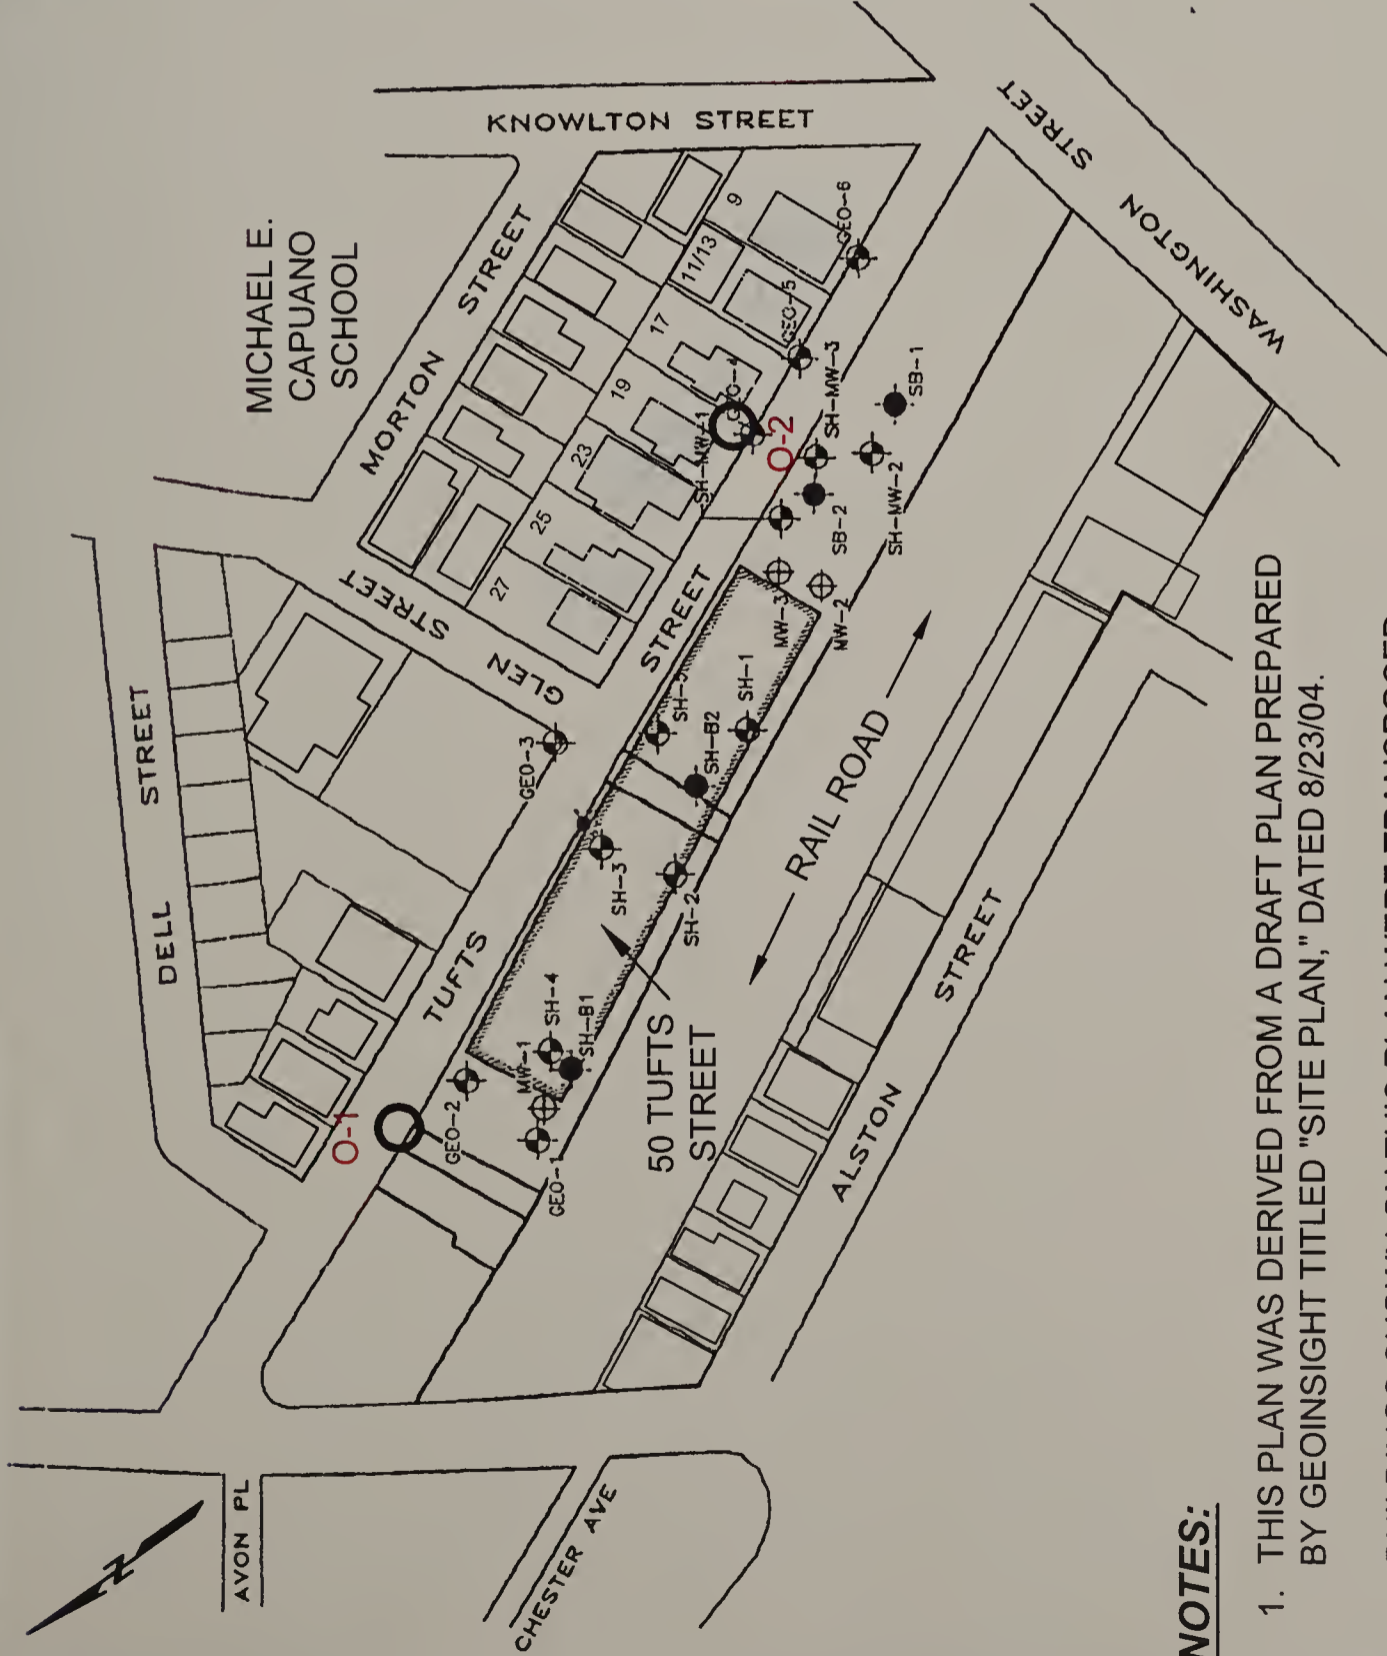 MICHAEL E.
CAPUANO
SCHOOL
KNOWLTON STREET
MORTON STREET
WASHINGTON STREET
GLEN STREET
DELL STREET
TUFTS STREET
ALSTON STREET
AVON PL
CHESTER AVE
RAIL ROAD
50 TUFTS
STREET
9
11/13
17
19
23
25
27
GEO-6
GEO-5
GEO-4
SH-MW-1
O-2
SH-MW-3
SB-1
SH-MW-2
SB-2
MW-3
MW-2
SH-5
SH-1
SH-B2
GEO-3
SH-3
SH-2
SH-4
SH-B1
MW-1
GEO-2
GEO-1
O-1
N
NOTES:
1. THIS PLAN WAS DERIVED FROM A DRAFT PLAN PREPARED
BY GEOINSIGHT TITLED "SITE PLAN," DATED 8/23/04.